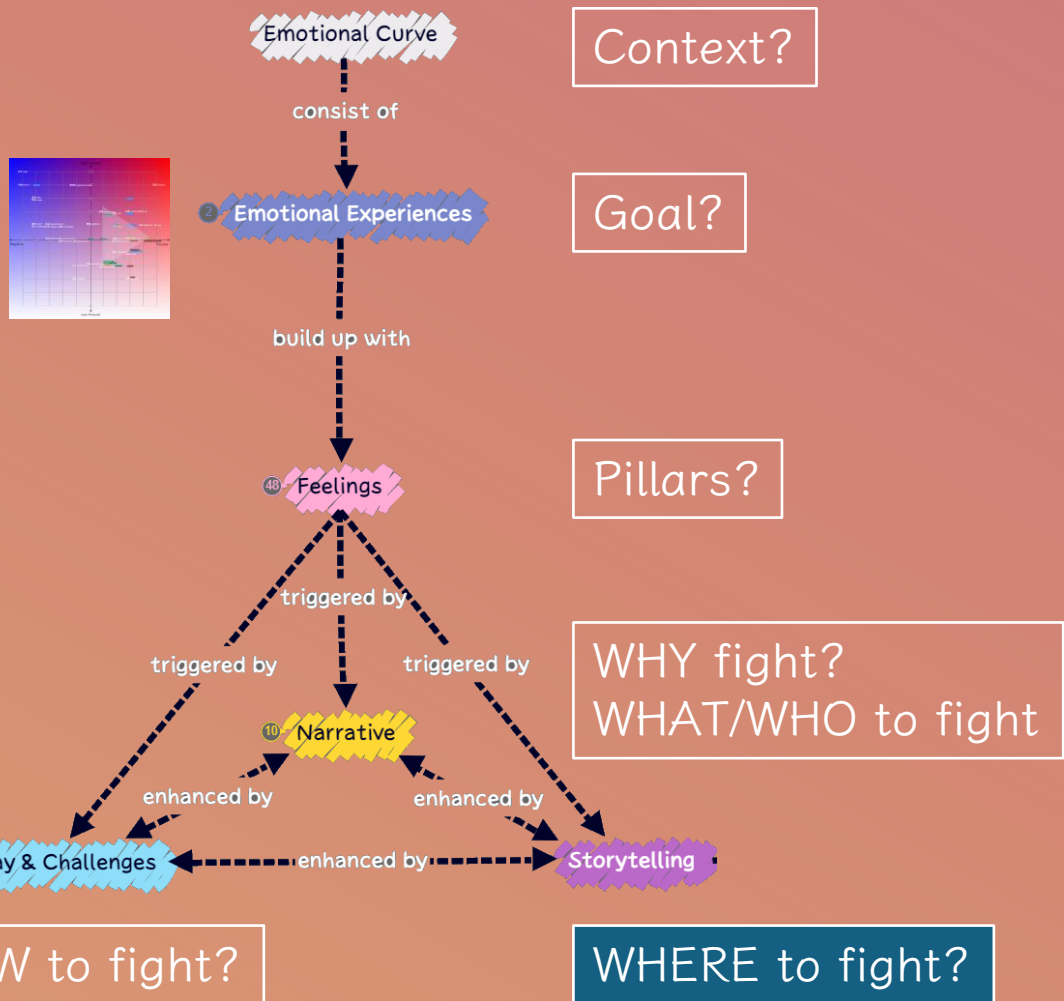 Emotional Curve
Context?
consist of
2
Emotional Experiences
Goal?
build up with
48
Feelings
Pillars?
triggered by
triggered by
triggered by
WHY fight?
WHAT/WHO to fight
10
Narrative
enhanced by
enhanced by
ay & Challenges
enhanced by
Storytelling
W to fight?
WHERE to fight?